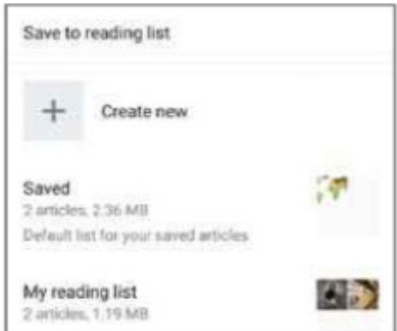 Save to reading list
Create new
Saved
2 articles, 2.36 MB
Default list for your saved articles
My reading list
2 articles, 1.19 MB